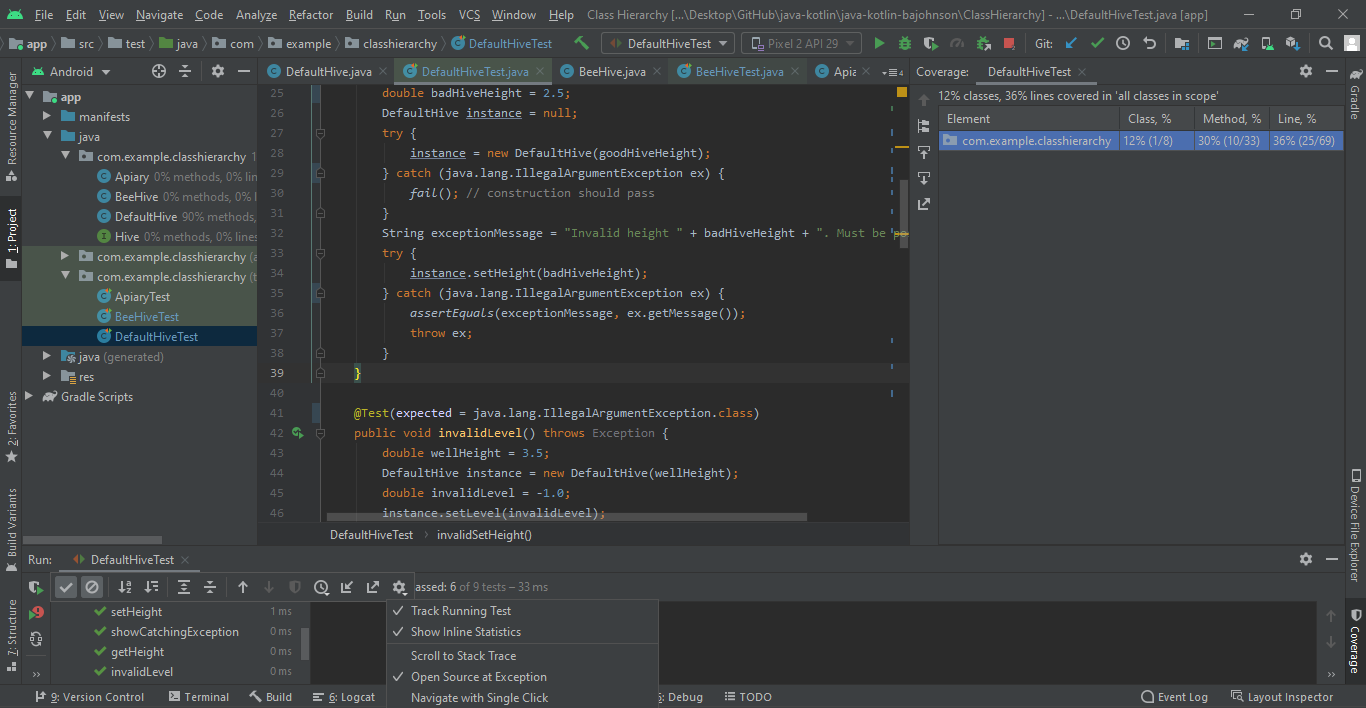 File Edit View Navigate Code Analyze Refactor Build Run Tools VCS Window Help Class Hierarchy [...\Desktop\GitHub\java-kotlin\java-kotlin-bajohnson\ClassHierarchy] - ...\DefaultHiveTest.java [app]
app src test java com example classhierarchy DefaultHiveTest DefaultHiveTest Pixel 2 API 29 Git:
Android DefaultHive.java DefaultHiveTest.java BeeHive.java BeeHiveTest.java Apia 4 Coverage: DefaultHiveTest
Resource Manager
1: Project
2: Favorites
Build Variants
7: Structure
app
manifests
java
com.example.classhierarchy 1
Apiary 0% methods, 0% lin
BeeHive 0% methods, 0% l
DefaultHive 90% methods,
Hive 0% methods, 0% lines
com.example.classhierarchy (a
com.example.classhierarchy (t
ApiaryTest
BeeHiveTest
DefaultHiveTest
java (generated)
res
Gradle Scripts
25 double badHiveHeight = 2.5;
26 DefaultHive instance = null;
27 try {
28 instance = new DefaultHive(goodHiveHeight);
29 } catch (java.lang.IllegalArgumentException ex) {
30 fail(); // construction should pass
31 }
32 String exceptionMessage = "Invalid height " + badHiveHeight + ". Must be po
33 try {
34 instance.setHeight(badHiveHeight);
35 } catch (java.lang.IllegalArgumentException ex) {
36 assertEquals(exceptionMessage, ex.getMessage());
37 throw ex;
38 }
39 }
40
41 @Test(expected = java.lang.IllegalArgumentException.class)
42 public void invalidLevel() throws Exception {
43 double wellHeight = 3.5;
44 DefaultHive instance = new DefaultHive(wellHeight);
45 double invalidLevel = -1.0;
46 instance.setLevel(invalidLevel);
DefaultHiveTest invalidSetHeight()
12% classes, 36% lines covered in 'all classes in scope'
Element Class, % Method, % Line, %
com.example.classhierarchy 12% (1/8) 30% (10/33) 36% (25/69)
Gradle
Device File Explorer
Coverage
Run: DefaultHiveTest
assed: 6 of 9 tests – 33 ms
setHeight 1 ms
showCatchingException 0 ms
getHeight 0 ms
invalidLevel 0 ms
Track Running Test
Show Inline Statistics
Scroll to Stack Trace
Open Source at Exception
Navigate with Single Click
9: Version Control Terminal Build 6: Logcat 5: Debug TODO Event Log Layout Inspector